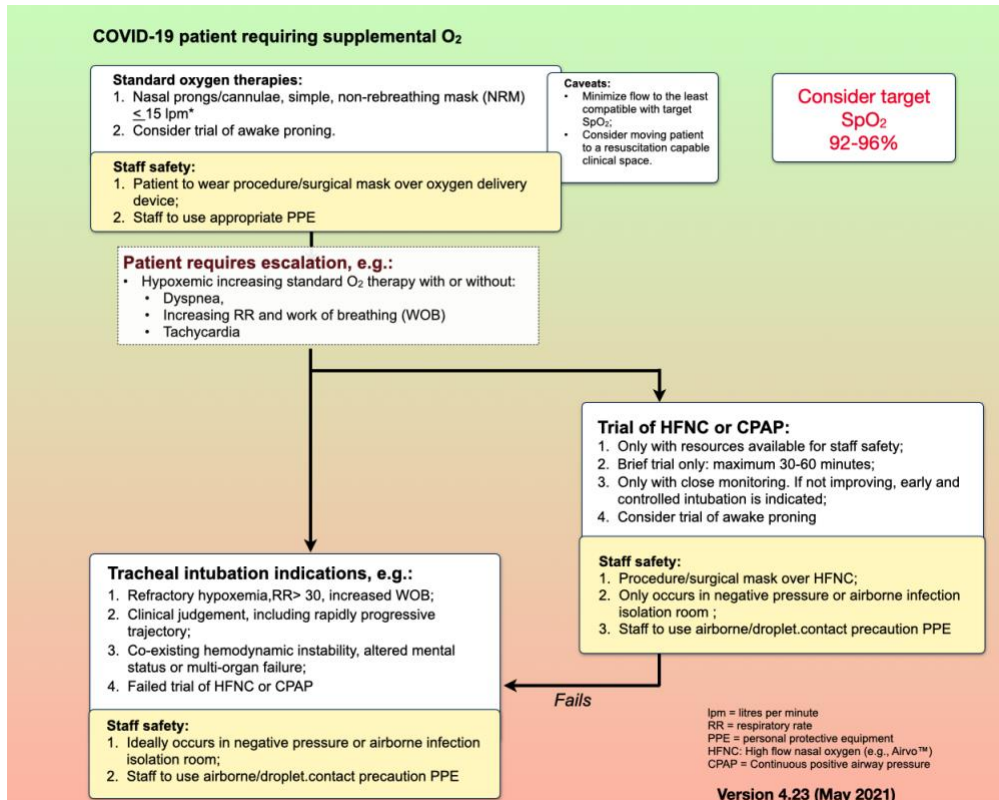 COVID-19 patient requiring supplemental O₂
Standard oxygen therapies:
1. Nasal prongs/cannulae, simple, non-rebreathing mask (NRM)
≤ 15 lpm*
2. Consider trial of awake proning.
Caveats:
• Minimize flow to the least
compatible with target
SpO₂;
• Consider moving patient
to a resuscitation capable
clinical space.
Consider target
SpO₂
92-96%
Staff safety:
1. Patient to wear procedure/surgical mask over oxygen delivery
device;
2. Staff to use appropriate PPE
Patient requires escalation, e.g.:
• Hypoxemic increasing standard O₂ therapy with or without:
• Dyspnea,
• Increasing RR and work of breathing (WOB)
• Tachycardia
Trial of HFNC or CPAP:
1. Only with resources available for staff safety;
2. Brief trial only: maximum 30-60 minutes;
3. Only with close monitoring. If not improving, early and
controlled intubation is indicated;
4. Consider trial of awake proning
Staff safety:
1. Procedure/surgical mask over HFNC;
2. Only occurs in negative pressure or airborne infection
isolation room ;
3. Staff to use airborne/droplet.contact precaution PPE
Fails
Tracheal intubation indications, e.g.:
1. Refractory hypoxemia,RR> 30, increased WOB;
2. Clinical judgement, including rapidly progressive
trajectory;
3. Co-existing hemodynamic instability, altered mental
status or multi-organ failure;
4. Failed trial of HFNC or CPAP
Staff safety:
1. Ideally occurs in negative pressure or airborne infection
isolation room;
2. Staff to use airborne/droplet.contact precaution PPE
lpm = litres per minute
RR = respiratory rate
PPE = personal protective equipment
HFNC: High flow nasal oxygen (e.g., Airvo™)
CPAP = Continuous positive airway pressure
Version 4.23 (May 2021)